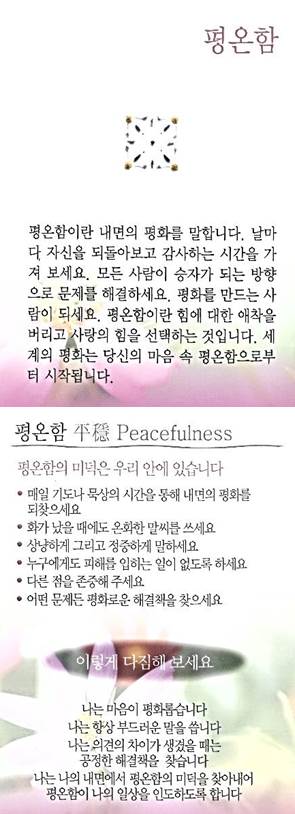 평온함
평온함이란 내면의 평화를 말합니다. 날마
다 자신을 되돌아보고 감사하는 시간을 가
져 보세요. 모든 사람이 승자가 되는 방향
으로 문제를 해결하세요. 평화를 만드는 사
람이 되세요. 평온함이란 힘에 대한 애착을
버리고 사랑의 힘을 선택하는 것입니다. 세
계의 평화는 당신의 마음 속 평온함으로부
터 시작됩니다.
평온함 平穩 Peacefulness
평온함의 미덕은 우리 안에 있습니다
• 매일 기도나 묵상의 시간을 통해 내면의 평화를
되찾으세요
• 화가 났을 때에도 온화한 말씨를 쓰세요
• 상냥하게 그리고 정중하게 말하세요
• 누구에게도 피해를 입히는 일이 없도록 하세요
• 다른 점을 존중해 주세요
• 어떤 문제든 평화로운 해결책을 찾으세요
이렇게 다짐해 보세요
나는 마음이 평화롭습니다
나는 항상 부드러운 말을 씁니다
나는 의견의 차이가 생겼을 때는
공정한 해결책을 찾습니다
나는 나의 내면에서 평온함의 미덕을 찾아내어
평온함이 나의 일상을 인도하도록 합니다